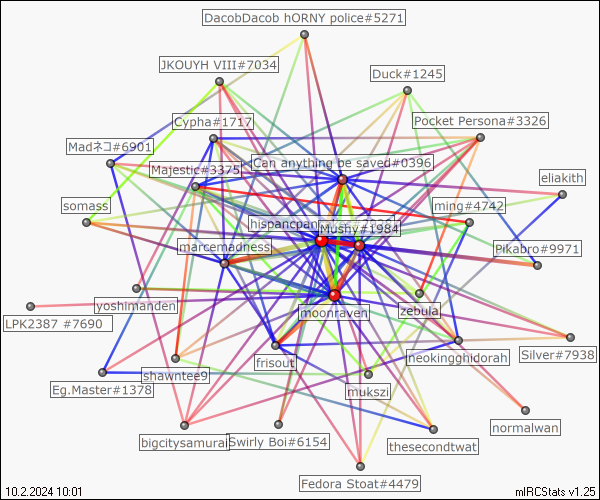 DacobDacob hORNY police#5271
JKOUYH VIII#7034
Duck#1245
Cypha#1717
Pocket Persona#3326
Madネコ#6901
Can anything be saved#0396
Majestic#3375
eliakith
somass
ming#4742
hispancpan
Mushy#1984
marcemadness
Pikabro#9971
yoshimanden
moonraven
zebula
LPK2387 #7690
shawntee9
frisout
neokingghidorah
Silver#7938
Eg.Master#1378
mukszi
normalwan
bigcitysamurai
Swirly Boi#6154
thesecondtwat
Fedora Stoat#4479
10.2.2024 10:01
mIRCStats v1.25